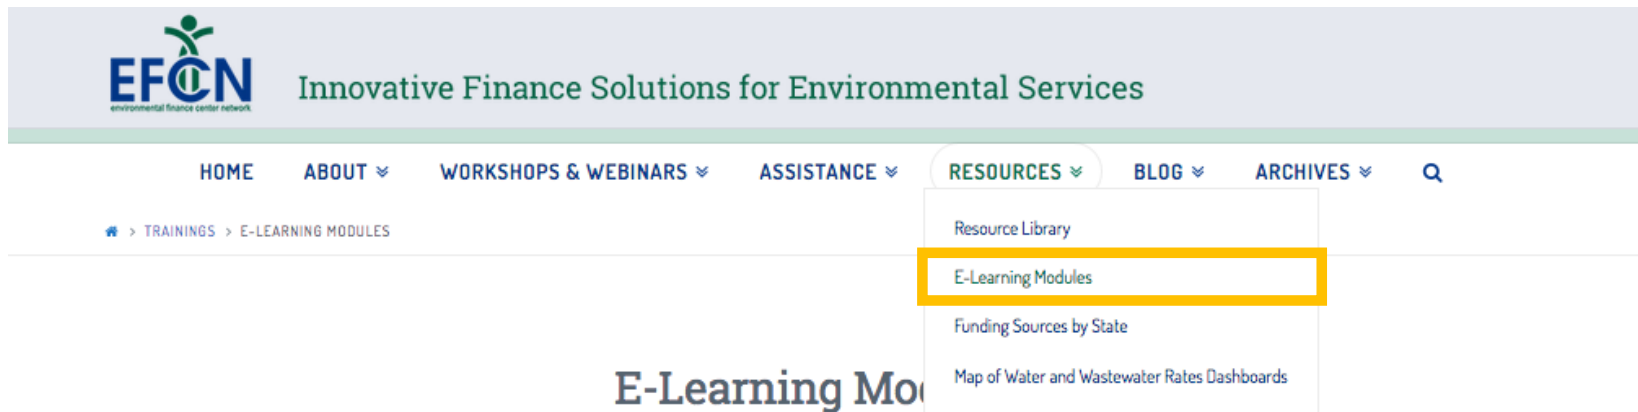 EFCN
environmental finance center network
Innovative Finance Solutions for Environmental Services
HOME ABOUT WORKSHOPS & WEBINARS ASSISTANCE RESOURCES BLOG ARCHIVES
> TRAININGS > E-LEARNING MODULES
Resource Library
E-Learning Modules
Funding Sources by State
Map of Water and Wastewater Rates Dashboards
E-Learning Mo